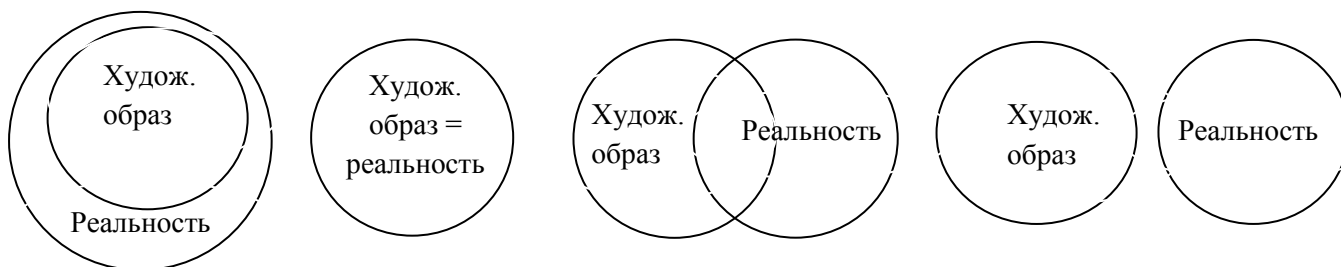 Худож.
образ
Реальность
Худож.
образ =
реальность
Худож.
образ
Реальность
Худож.
образ
Реальность